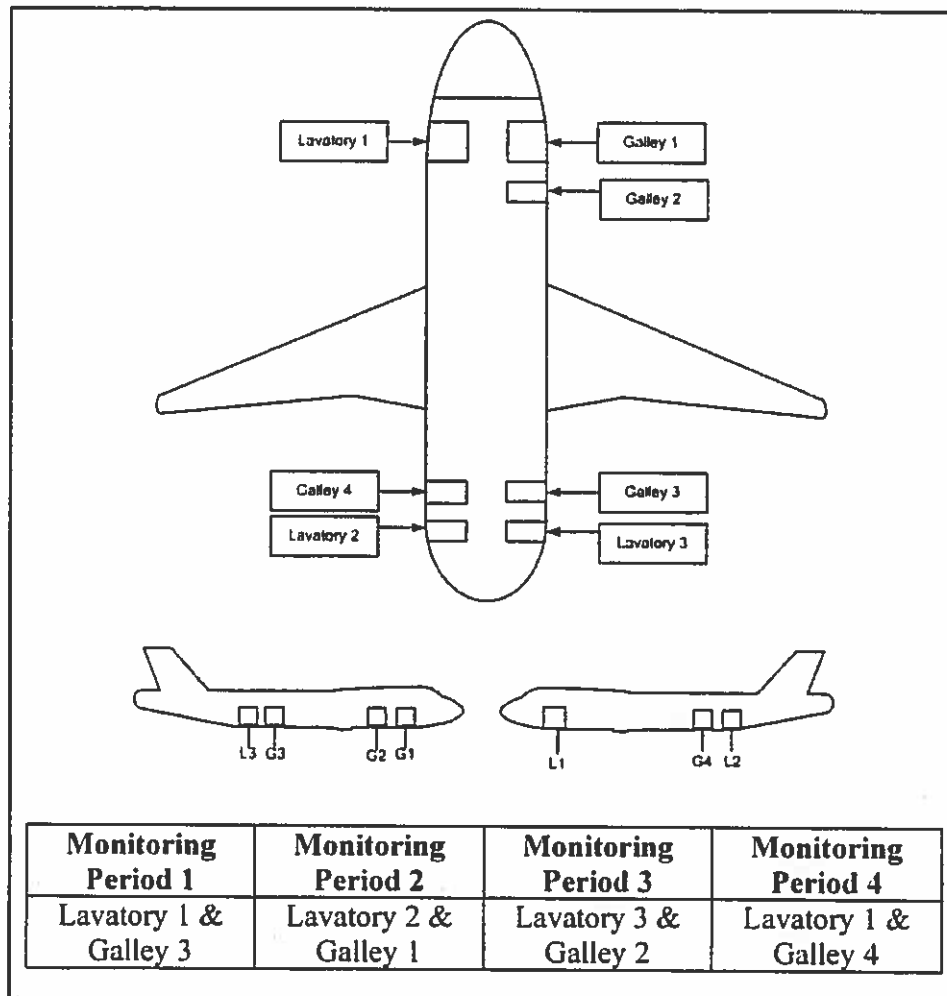 Lavatory 1
Galley 1
Galley 2
Galley 4
Galley 3
Lavatory 2
Lavatory 3
L3 G3 G2 G1
L1 G4 L2
Monitoring Period 1
Monitoring Period 2
Monitoring Period 3
Monitoring Period 4
Lavatory 1 & Galley 3
Lavatory 2 & Galley 1
Lavatory 3 & Galley 2
Lavatory 1 & Galley 4